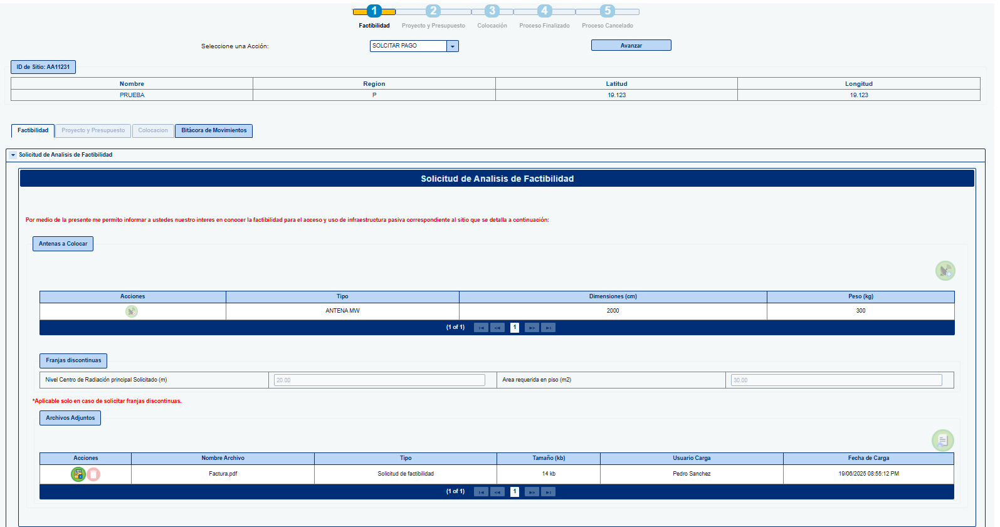 1 2 3 4 5
Factibilidad Proyecto y Presupuesto Colocación Proceso Finalizado Proceso Cancelado
Seleccione una Acción: SOLCITAR PAGO Avanzar
ID de Sitio: AA11231
Nombre Region Latitud Longitud
PRUEBA P 19.123 19.123
Factibilidad Proyecto y Presupuesto Colocacion Bitácora de Movimientos
Solicitud de Analisis de Factibilidad
Solicitud de Analisis de Factibilidad
Por medio de la presente me permito informar a ustedes nuestro interes en conocer la factibilidad para el acceso y uso de infraestructura pasiva correspondiente al sitio que se detalla a continuación:
Antenas a Colocar
Acciones Tipo Dimensiones (cm) Peso (kg)
ANTENA MW 2000 300
(1 of 1) 1
Franjas discontinuas
Nivel Centro de Radiación principal Solicitado (m) 20.00 Area requerida en piso (m2) 30.00
*Aplicable solo en caso de solicitar franjas discontinuas.
Archivos Adjuntos
Acciones Nombre Archivo Tipo Tamaño (kb) Usuario Carga Fecha de Carga
Factura.pdf Solicitud de factibilidad 14 kb Pedro Sanchez 19/06/2025 08:55:12 PM
(1 of 1) 1